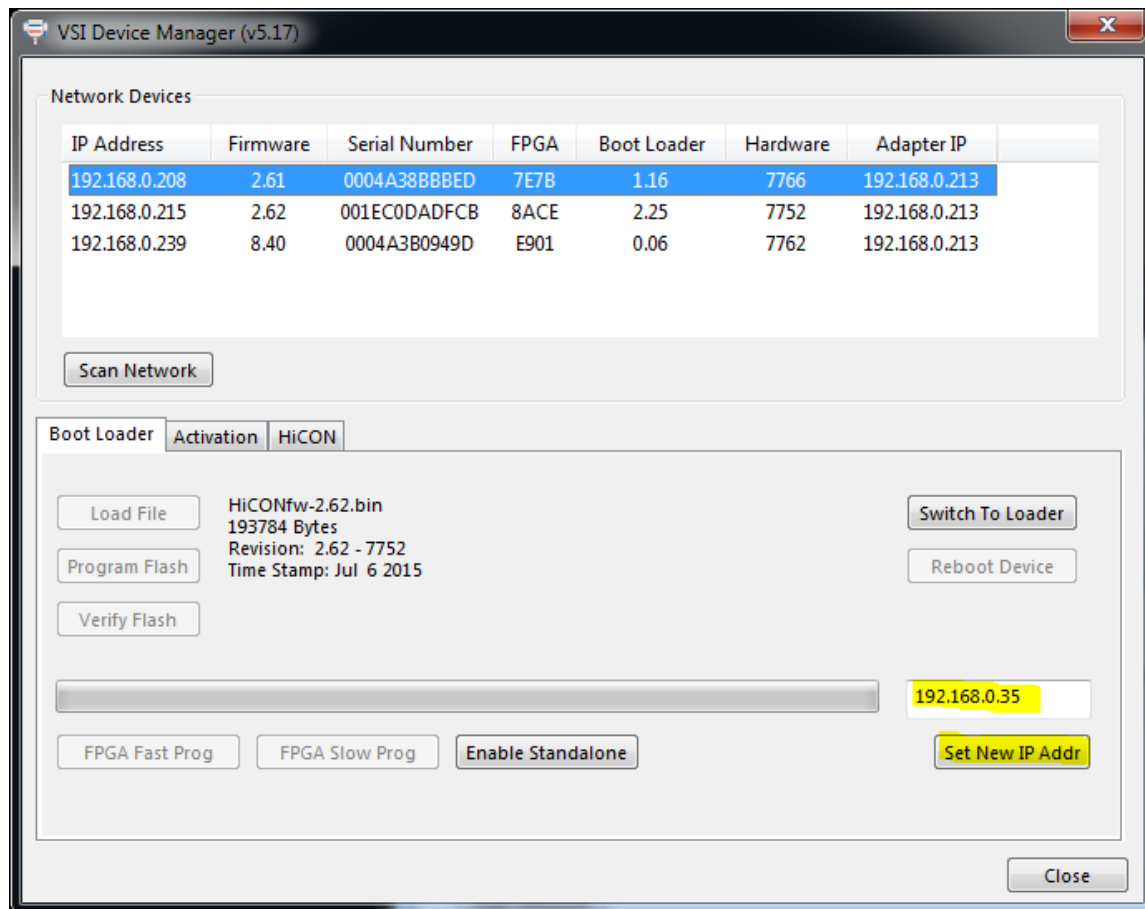 VSI Device Manager (v5.17)
Network Devices
IP Address Firmware Serial Number FPGA Boot Loader Hardware Adapter IP
192.168.0.208 2.61 0004A38BBBED 7E7B 1.16 7766 192.168.0.213
192.168.0.215 2.62 001EC0DADFCB 8ACE 2.25 7752 192.168.0.213
192.168.0.239 8.40 0004A3B0949D E901 0.06 7762 192.168.0.213
Scan Network
Boot Loader Activation HiCON
Load File HiCONfw-2.62.bin Switch To Loader
193784 Bytes
Revision: 2.62 - 7752
Program Flash Time Stamp: Jul 6 2015 Reboot Device
Verify Flash
192.168.0.35
FPGA Fast Prog FPGA Slow Prog Enable Standalone Set New IP Addr
Close